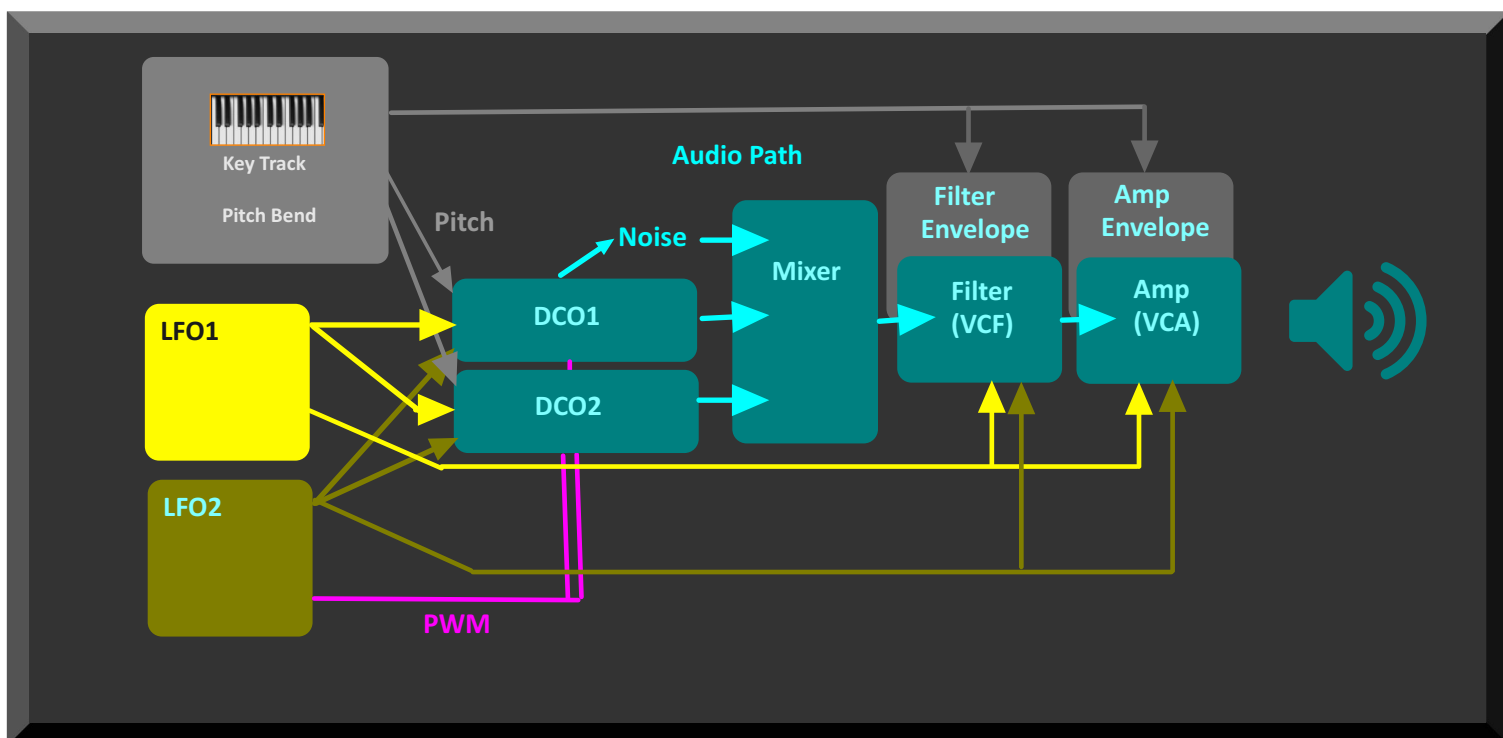 Key Track
Pitch Bend
Pitch
Audio Path
Noise
Mixer
Filter
Envelope
Amp
Envelope
LFO1
DCO1
DCO2
Filter
(VCF)
Amp
(VCA)
LFO2
PWM